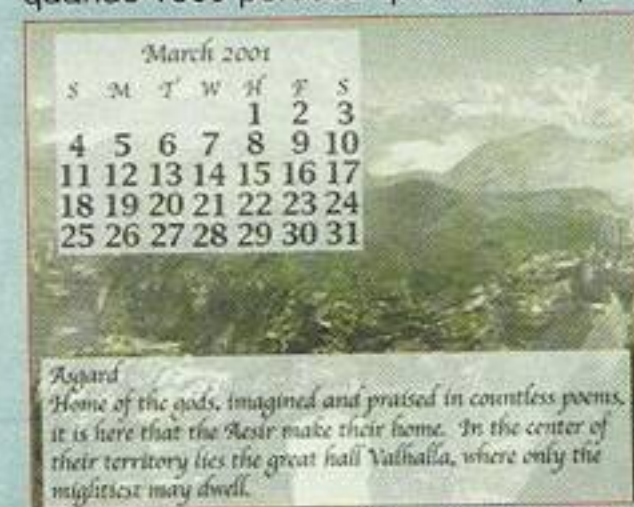 March 2001
S M T W H F S
1 2 3
4 5 6 7 8 9 10
11 12 13 14 15 16 17
18 19 20 21 22 23 24
25 26 27 28 29 30 31
Asgard
Home of the gods, imagined and praised in countless poems,
it is here that the Aesir make their home. In the center of
their territory lies the great hall Valhalla, where only the
mightiest may dwell.